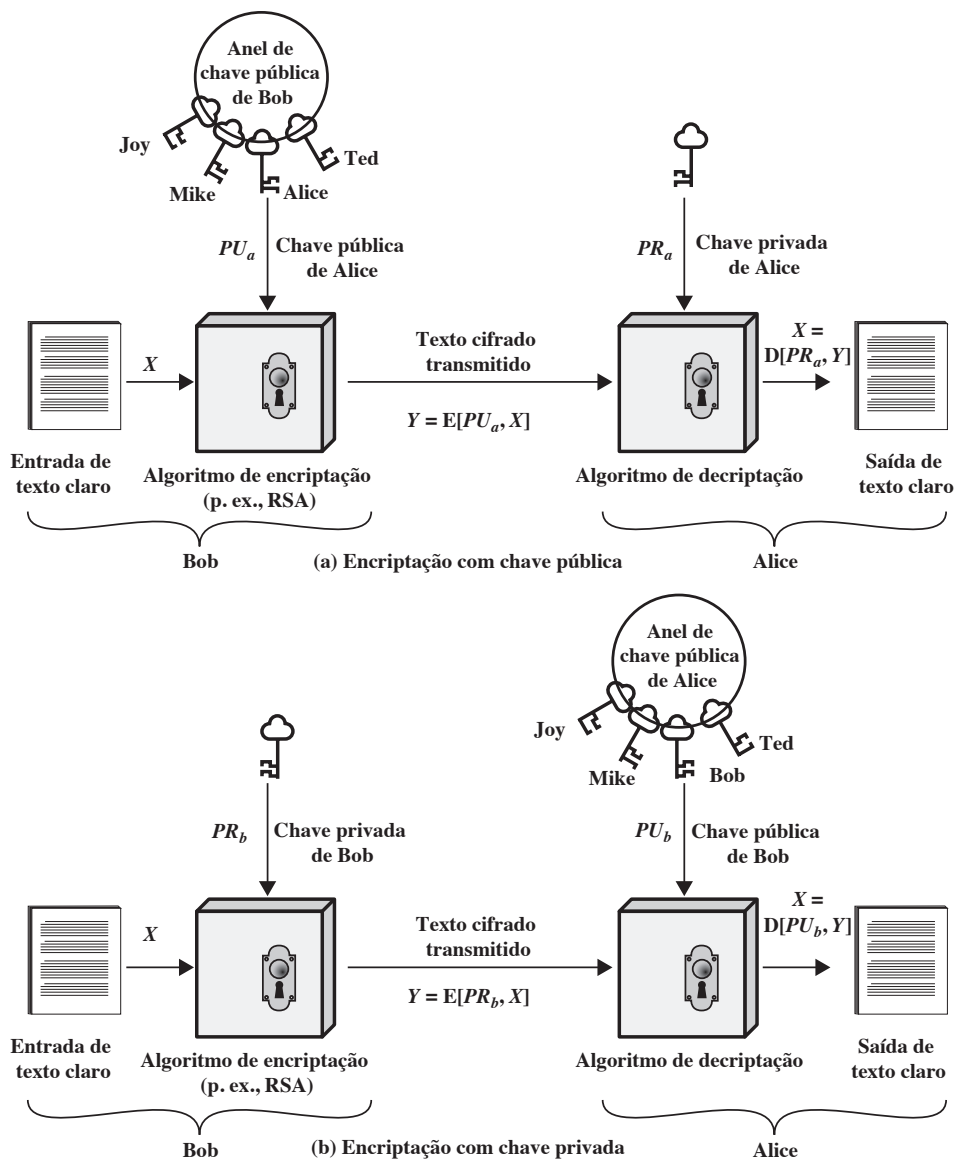 Anel de
chave pública
de Bob
Joy
Mike
Alice
Ted
PUₐ
Chave pública
de Alice
PRₐ
Chave privada
de Alice
X
Texto cifrado
transmitido
Y = E[PUₐ, X]
X =
D[PRₐ, Y]
Entrada de
texto claro
Algoritmo de encriptação
(p. ex., RSA)
Algoritmo de decriptação
Saída de
texto claro
Bob
(a) Encriptação com chave pública
Alice
Anel de
chave pública
de Alice
Joy
Mike
Bob
Ted
PR_b
Chave privada
de Bob
PU_b
Chave pública
de Bob
X
Texto cifrado
transmitido
Y = E[PR_b, X]
X =
D[PU_b, Y]
Entrada de
texto claro
Algoritmo de encriptação
(p. ex., RSA)
Algoritmo de decriptação
Saída de
texto claro
Bob
(b) Encriptação com chave privada
Alice